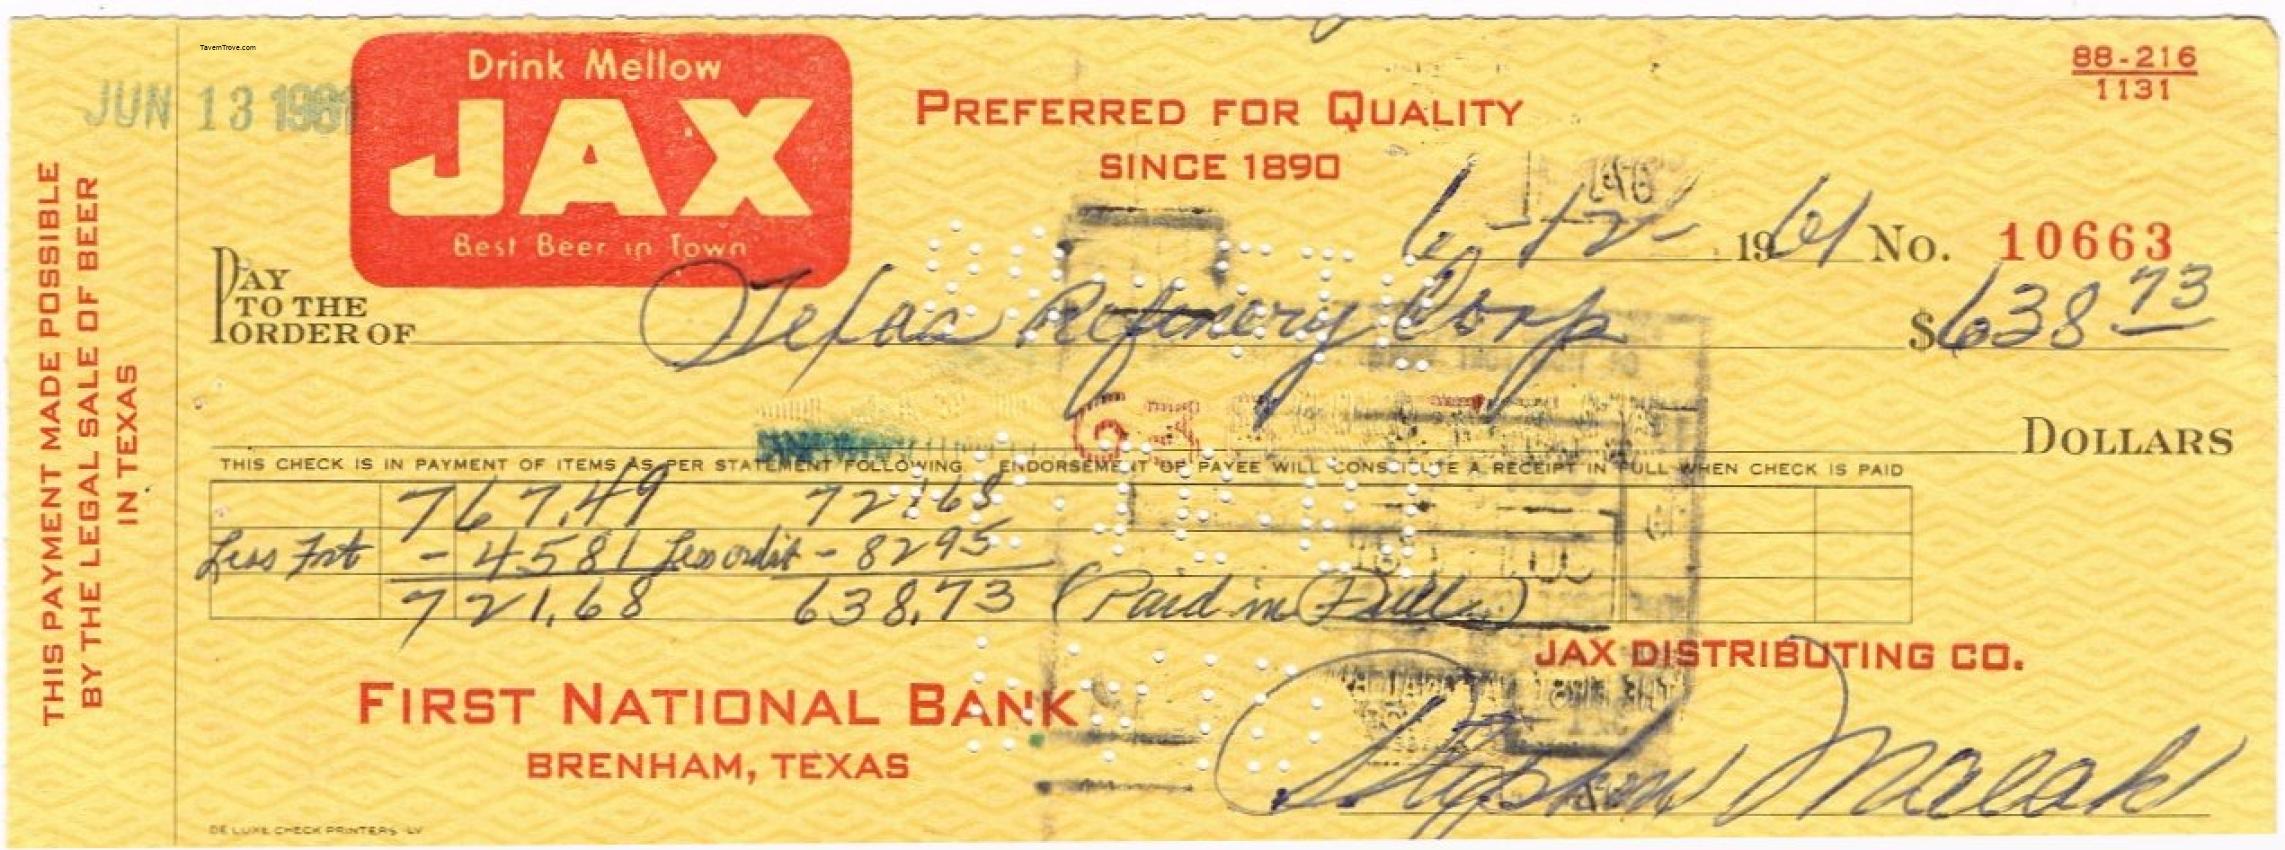 TavernTrove.com
JUN 13 1961
Drink Mellow
JAX
Best Beer in Town
PREFERRED FOR QUALITY
SINCE 1890
88-216
1131
6-12- 1961 No. 10663
PAY
TO THE
ORDER OF
Texas Refinery Corp
$638 73
DOLLARS
THIS CHECK IS IN PAYMENT OF ITEMS AS PER STATEMENT FOLLOWING ENDORSEMENT OF PAYEE WILL CONSTITUTE A RECEIPT IN FULL WHEN CHECK IS PAID
767.49 721.68
Less Frt - 4581 Less credit - 8295
721.68 638.73 (Paid in Full)
JAX DISTRIBUTING CO.
FIRST NATIONAL BANK
BRENHAM, TEXAS
Stephen Malak
DE LUXE CHECK PRINTERS -LV
THIS PAYMENT MADE POSSIBLE
BY THE LEGAL SALE OF BEER
IN TEXAS